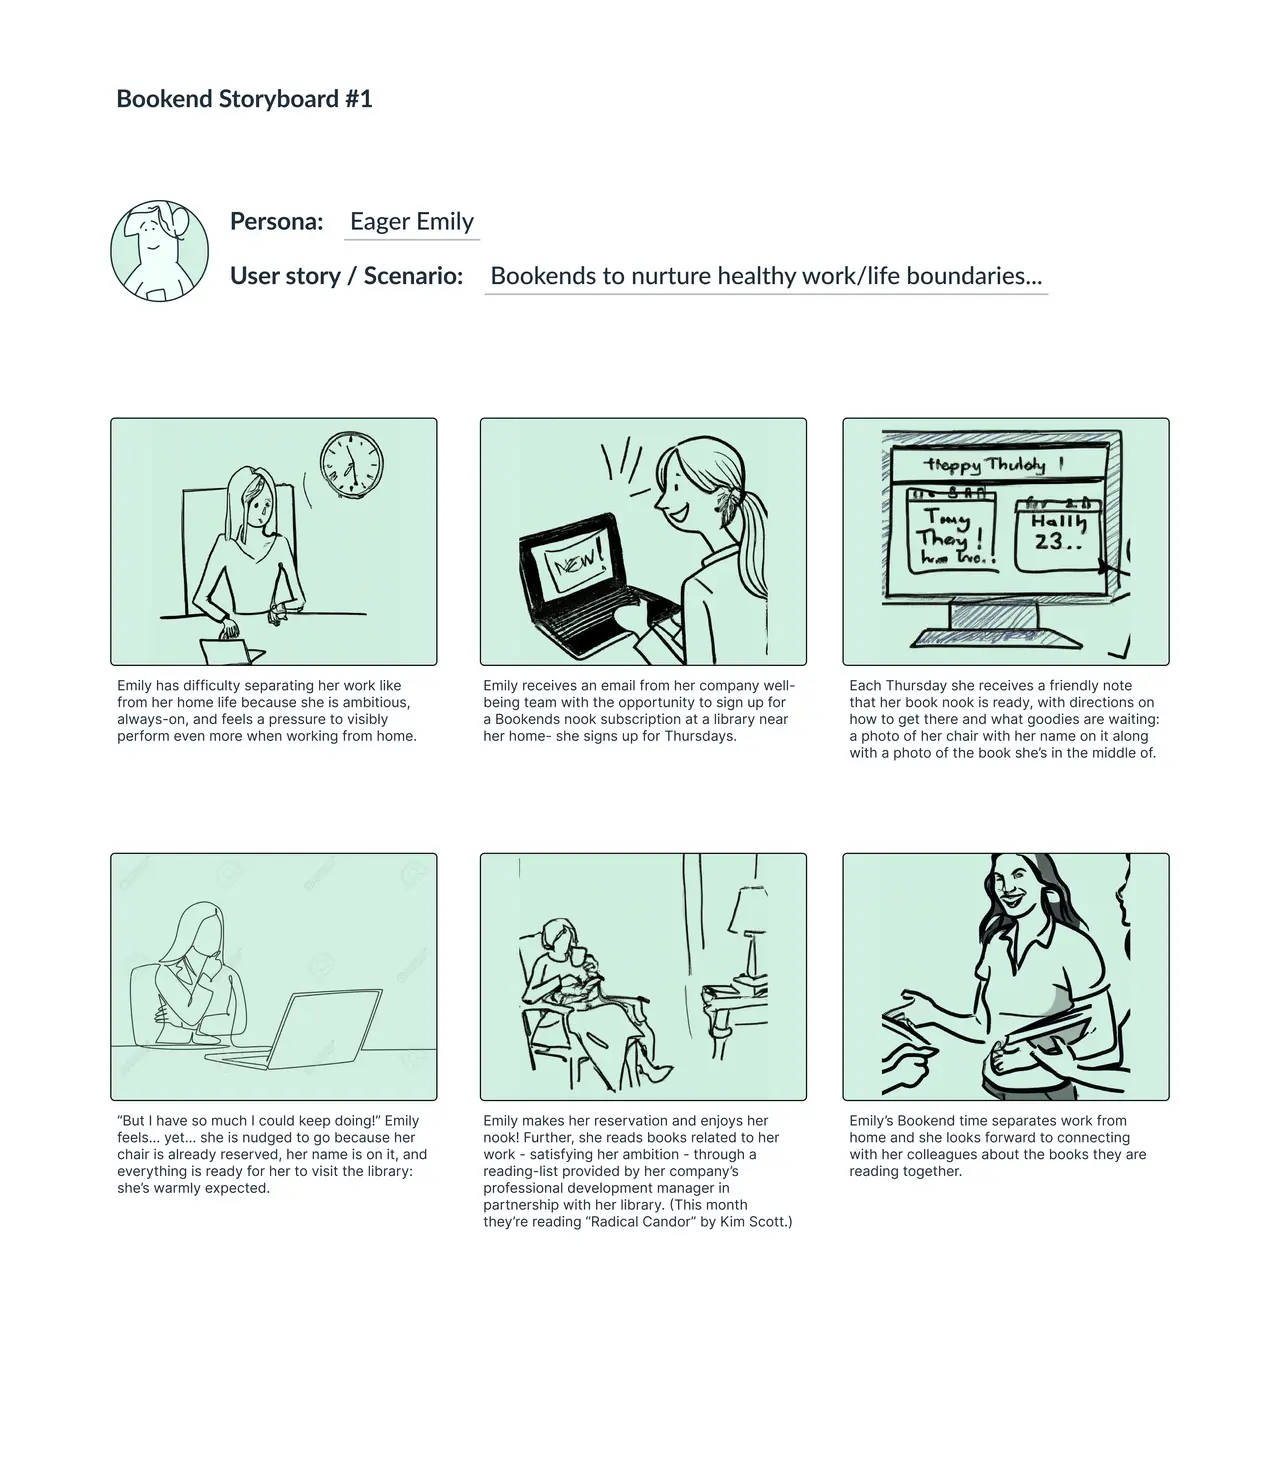 Bookend Storyboard #1
Persona: Eager Emily
User story / Scenario: Bookends to nurture healthy work/life boundaries...
NEW!
Happy
!
They!
23..
Emily has difficulty separating her work like
from her home life because she is ambitious,
always-on, and feels a pressure to visibly
perform even more when working from home.
Emily receives an email from her company well-
being team with the opportunity to sign up for
a Bookends nook subscription at a library near
her home- she signs up for Thursdays.
Each Thursday she receives a friendly note
that her book nook is ready, with directions on
how to get there and what goodies are waiting:
a photo of her chair with her name on it along
with a photo of the book she’s in the middle of.
“But I have so much I could keep doing!” Emily
feels... yet... she is nudged to go because her
chair is already reserved, her name is on it, and
everything is ready for her to visit the library:
she’s warmly expected.
Emily makes her reservation and enjoys her
nook! Further, she reads books related to her
work - satisfying her ambition - through a
reading-list provided by her company’s
professional development manager in
partnership with her library. (This month
they’re reading “Radical Candor” by Kim Scott.)
Emily’s Bookend time separates work from
home and she looks forward to connecting
with her colleagues about the books they are
reading together.